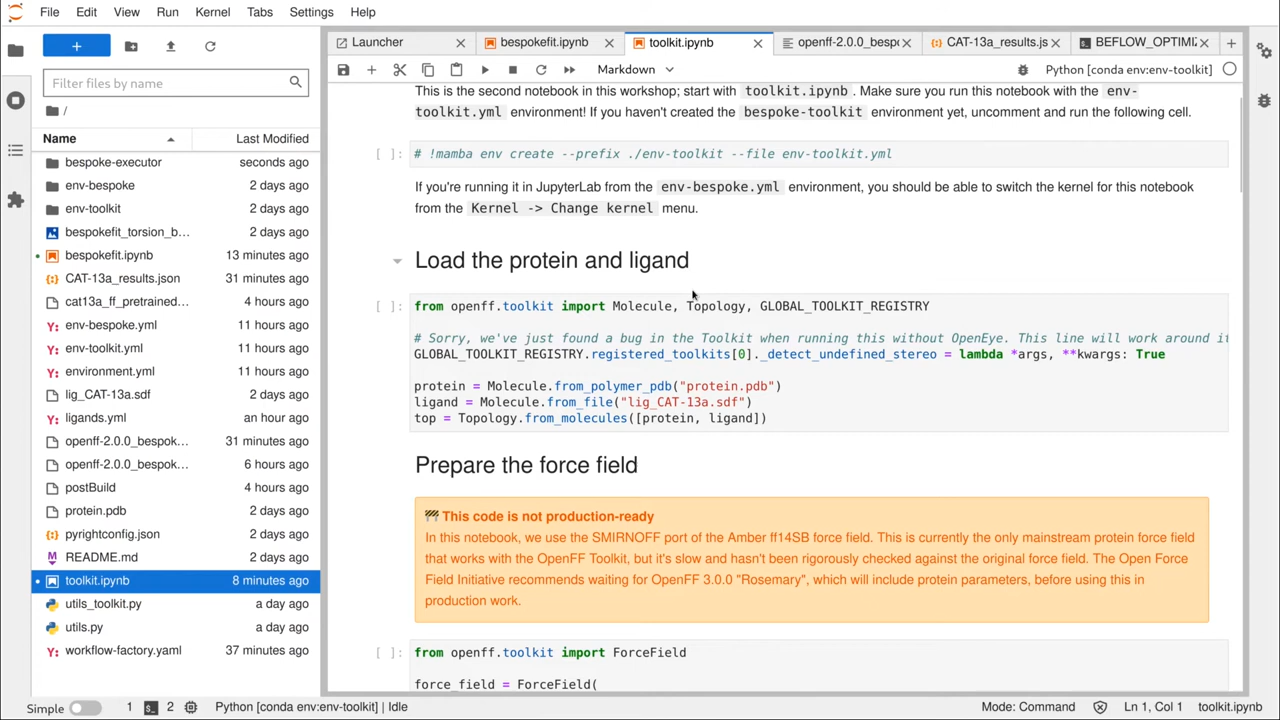 File Edit View Run Kernel Tabs Settings Help
Launcher
bespokefit.ipynb
toolkit.ipynb
openff-2.0.0_bespo
CAT-13a_results.js
BEFLOW_OPTIMI
Markdown
Python [conda env:env-toolkit]
Filter files by name
/
Name Last Modified
bespoke-executor seconds ago
env-bespoke 2 days ago
env-toolkit 2 days ago
bespokefit_torsion_b... 2 days ago
bespokefit.ipynb 13 minutes ago
CAT-13a_results.json 31 minutes ago
cat13a_ff_pretrained... 4 hours ago
env-bespoke.yml 11 hours ago
env-toolkit.yml 11 hours ago
environment.yml 11 hours ago
lig_CAT-13a.sdf 2 days ago
ligands.yml an hour ago
openff-2.0.0_bespok... 31 minutes ago
openff-2.0.0_bespok... 6 hours ago
postBuild 4 hours ago
protein.pdb 2 days ago
pyrightconfig.json 2 days ago
README.md 2 days ago
toolkit.ipynb 8 minutes ago
utils_toolkit.py a day ago
utils.py a day ago
workflow-factory.yaml 37 minutes ago
This is the second notebook in this workshop; start with toolkit.ipynb . Make sure you run this notebook with the env-
toolkit.yml environment! If you haven't created the bespoke-toolkit environment yet, uncomment and run the following cell.
[ ]: # !mamba env create --prefix ./env-toolkit --file env-toolkit.yml
If you're running it in JupyterLab from the env-bespoke.yml environment, you should be able to switch the kernel for this notebook
from the Kernel -> Change kernel menu.
Load the protein and ligand
[ ]: from openff.toolkit import Molecule, Topology, GLOBAL_TOOLKIT_REGISTRY
# Sorry, we've just found a bug in the Toolkit when running this without OpenEye. This line will work around i
GLOBAL_TOOLKIT_REGISTRY.registered_toolkits[0]._detect_undefined_stereo = lambda *args, **kwargs: True
protein = Molecule.from_polymer_pdb("protein.pdb")
ligand = Molecule.from_file("lig_CAT-13a.sdf")
top = Topology.from_molecules([protein, ligand])
Prepare the force field
This code is not production-ready
In this notebook, we use the SMIRNOFF port of the Amber ff14SB force field. This is currently the only mainstream protein force field
that works with the OpenFF Toolkit, but it's slow and hasn't been rigorously checked against the original force field. The Open Force
Field Initiative recommends waiting for OpenFF 3.0.0 "Rosemary", which will include protein parameters, before using this in
production work.
[ ]: from openff.toolkit import ForceField
force_field = ForceField(
Simple 1 2 Python [conda env:env-toolkit] | Idle Mode: Command Ln 1, Col 1 toolkit.ipynb